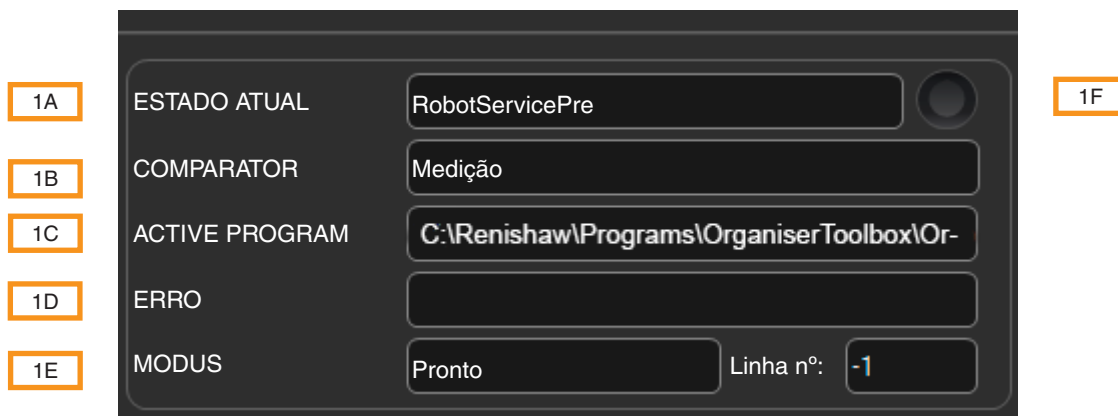 1A ESTADO ATUAL RobotServicePre 1F
1B COMPARATOR Medição
1C ACTIVE PROGRAM C:\Renishaw\Programs\OrganiserToolbox\Or-
1D ERRO
1E MODUS Pronto Linha nº: -1